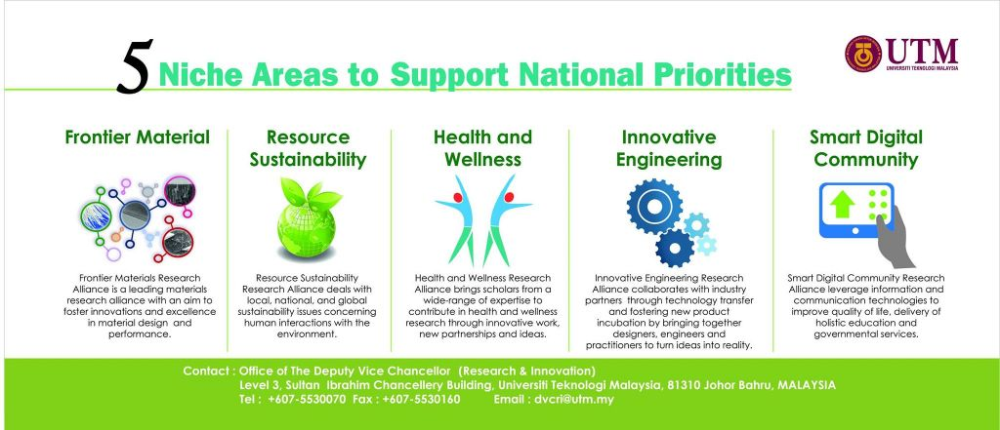 5 Niche Areas to Support National Priorities
UTM
UNIVERSITI TEKNOLOGI MALAYSIA
Frontier Material
Frontier Materials Research
Alliance is a leading materials
research alliance with an aim to
foster innovations and excellence
in material design and
performance.
Resource
Sustainability
Resource Sustainability
Research Alliance deals with
local, national, and global
sustainability issues concerning
human interactions with the
environment.
Health and
Wellness
Health and Wellness Research
Alliance brings scholars from a
wide-range of expertise to
contribute in health and wellness
research through innovative work,
new partnerships and ideas.
Innovative
Engineering
Innovative Engineering Research
Alliance collaborates with industry
partners through technology transfer
and fostering new product
incubation by bringing together
designers, engineers and
practitioners to turn ideas into reality.
Smart Digital
Community
Smart Digital Community Research
Alliance leverage information and
communication technologies to
improve quality of life, delivery of
holistic education and
governmental services.
Contact : Office of The Deputy Vice Chancellor (Research & Innovation)
Level 3, Sultan Ibrahim Chancellery Building, Universiti Teknologi Malaysia, 81310 Johor Bahru, MALAYSIA
Tel : +607-5530070 Fax : +607-5530160 Email : dvcri@utm.my